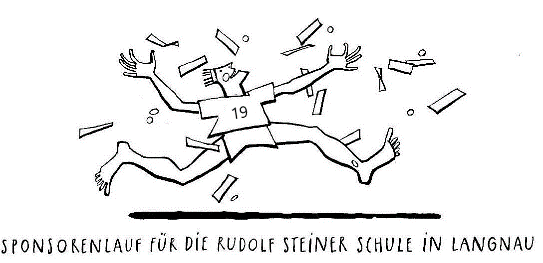 19
SPONSORENLAUF FÜR DIE RUDOLF STEINER SCHULE IN LANGNAU